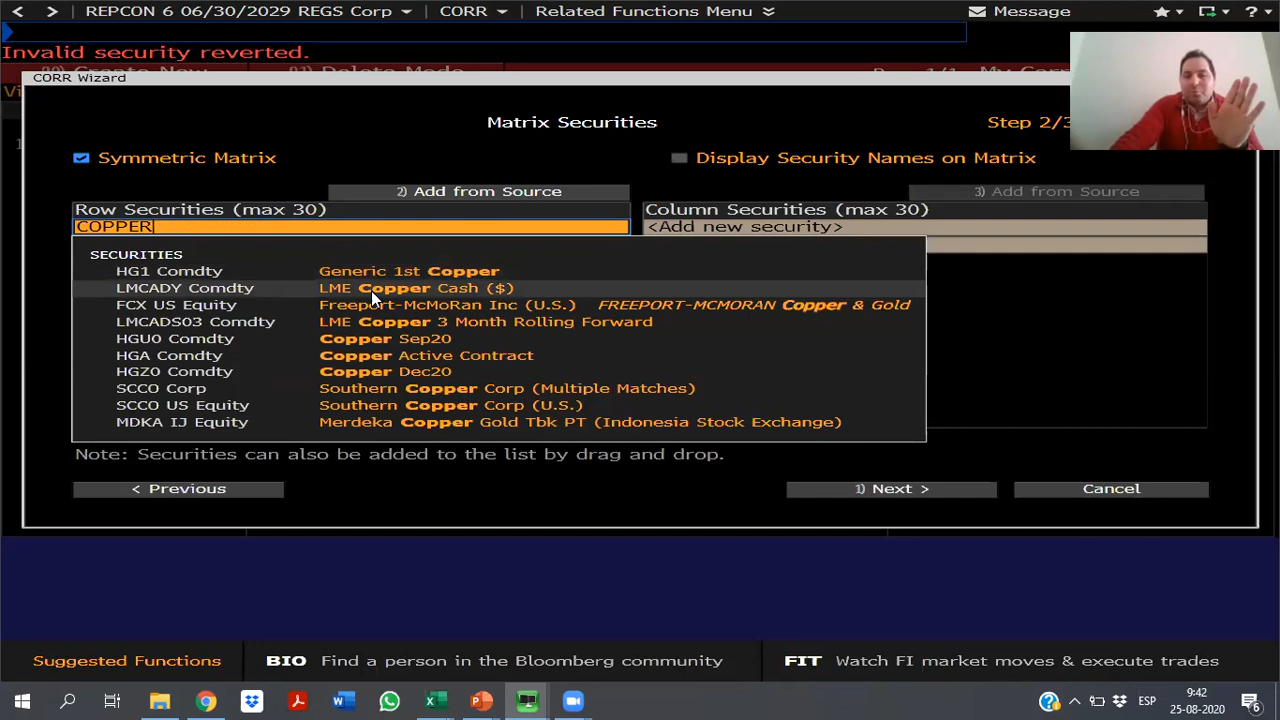 REPCON 6 06/30/2029 REGS Corp CORR Related Functions Menu Message
Invalid security reverted.
CORR Wizard
Matrix Securities
Step 2/3
Symmetric Matrix Display Security Names on Matrix
2) Add from Source 3) Add from Source
Row Securities (max 30) Column Securities (max 30)
COPPER <Add new security>
SECURITIES
HG1 Comdty Generic 1st Copper
LMCADY Comdty LME Copper Cash ($)
FCX US Equity Freeport-McMoRan Inc (U.S.) FREEPORT-MCMORAN Copper & Gold
LMCADS03 Comdty LME Copper 3 Month Rolling Forward
HGU0 Comdty Copper Sep20
HGA Comdty Copper Active Contract
HGZ0 Comdty Copper Dec20
SCCO Corp Southern Copper Corp (Multiple Matches)
SCCO US Equity Southern Copper Corp (U.S.)
MDKA IJ Equity Merdeka Copper Gold Tbk PT (Indonesia Stock Exchange)
Note: Securities can also be added to the list by drag and drop.
< Previous 1) Next > Cancel
Suggested Functions BIO Find a person in the Bloomberg community FIT Watch FI market moves & execute trades
ESP 9:42
25-08-2020 6